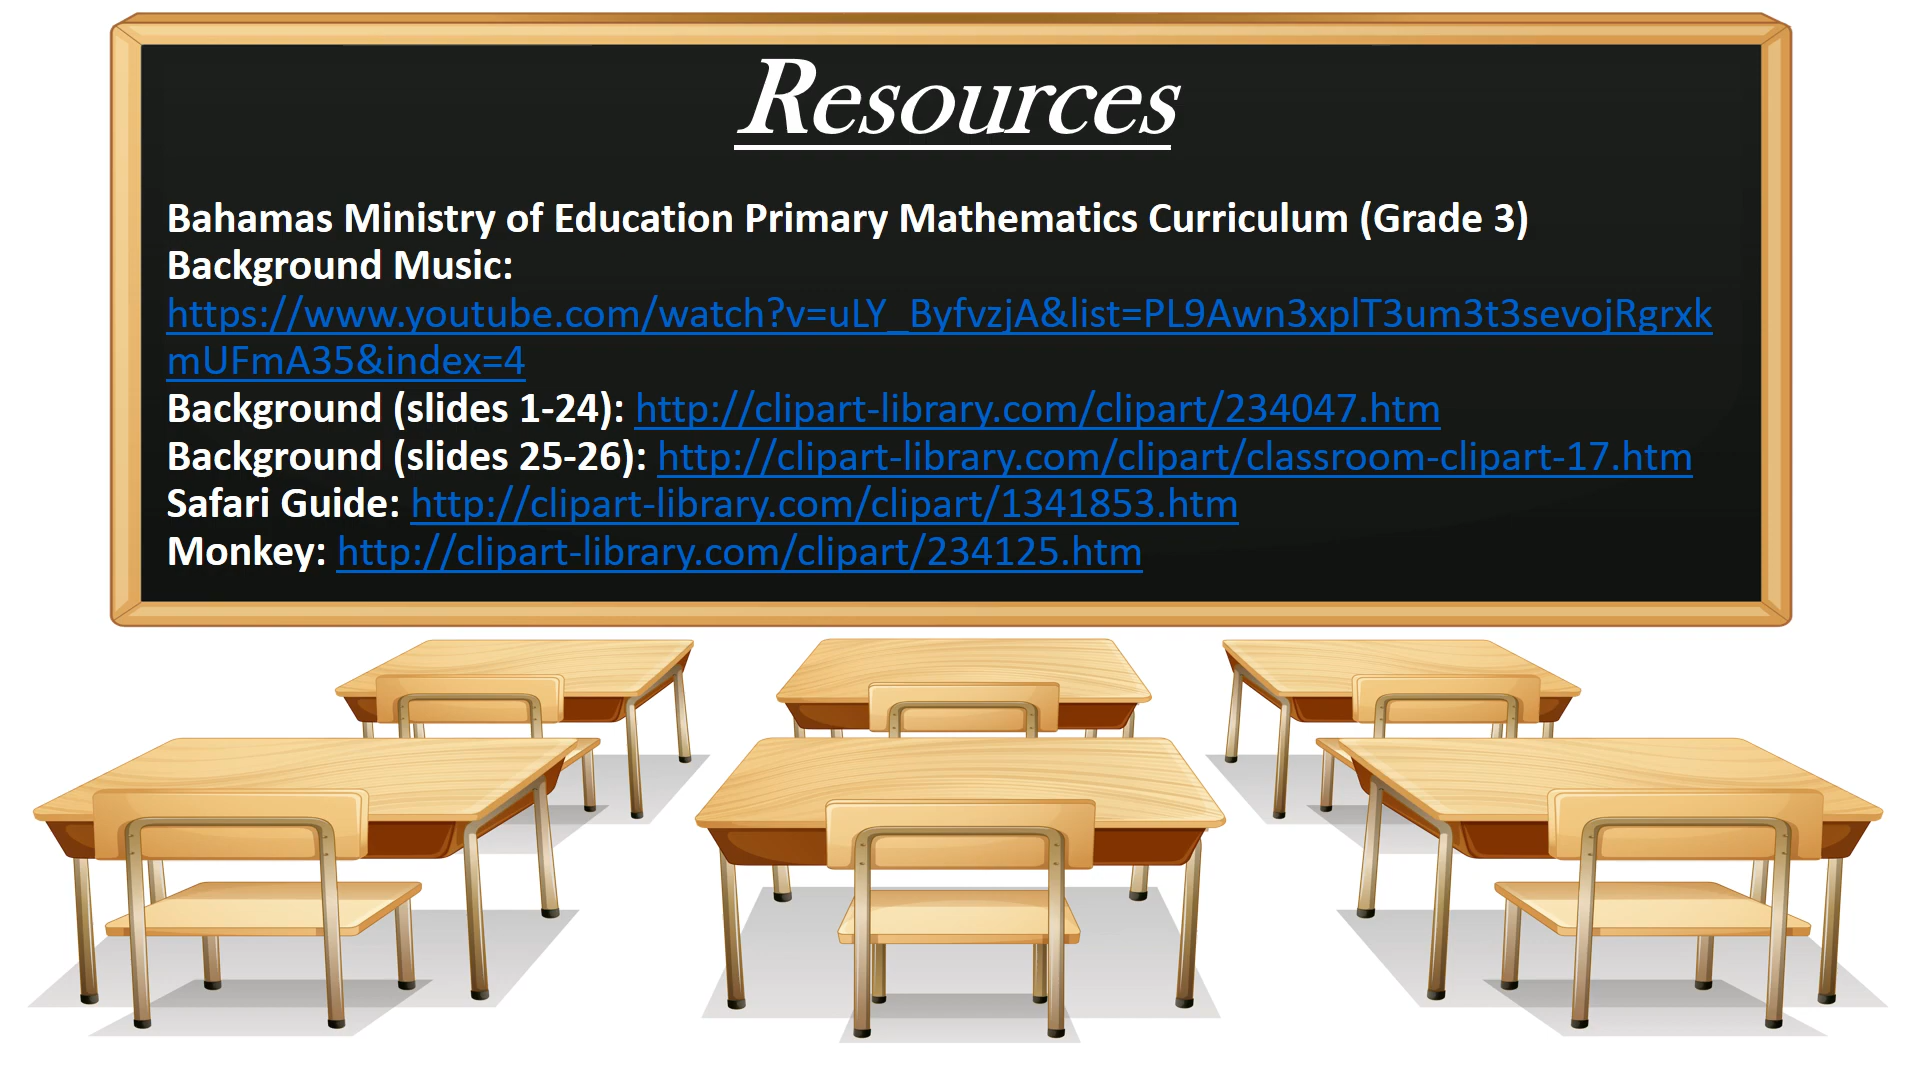 Resources
Bahamas Ministry of Education Primary Mathematics Curriculum (Grade 3)
Background Music:
https://www.youtube.com/watch?v=uLY_ByfvzjA&list=PL9Awn3xplT3um3t3sevojRgrxk
mUFmA35&index=4
Background (slides 1-24): http://clipart-library.com/clipart/234047.htm
Background (slides 25-26): http://clipart-library.com/clipart/classroom-clipart-17.htm
Safari Guide: http://clipart-library.com/clipart/1341853.htm
Monkey: http://clipart-library.com/clipart/234125.htm